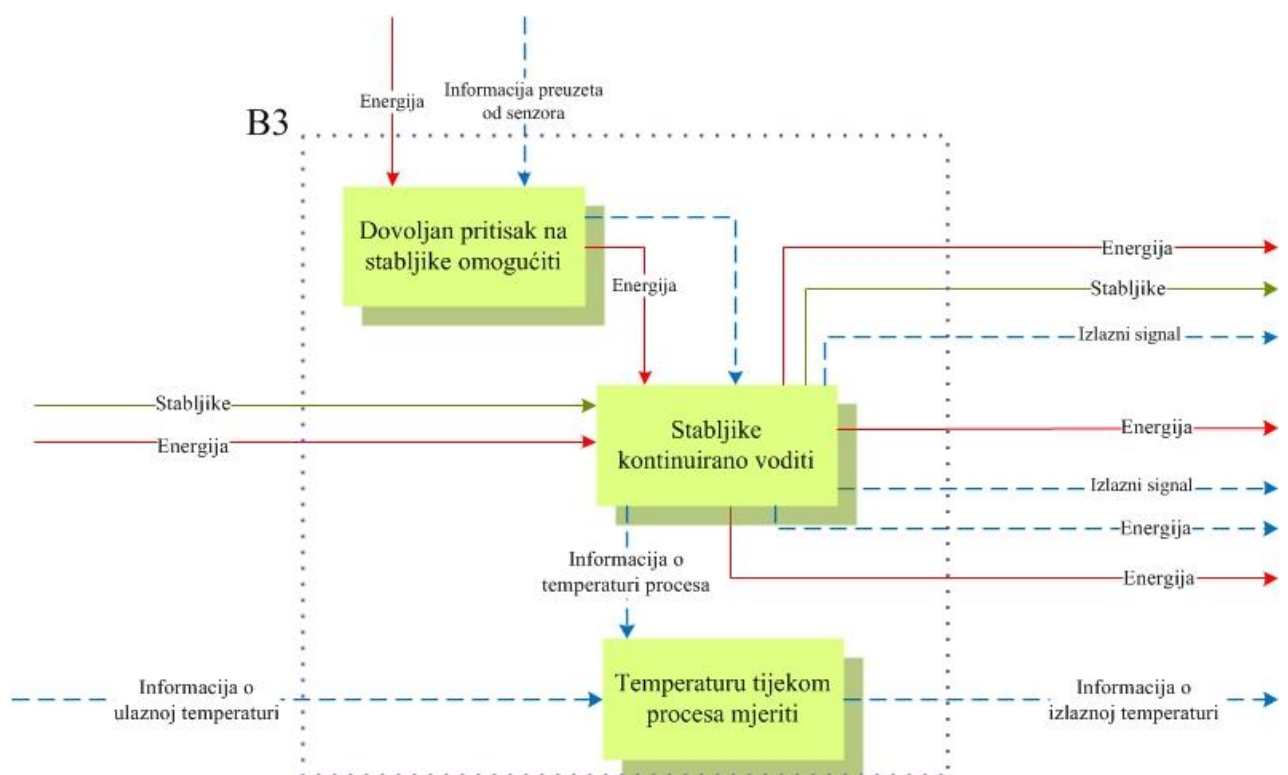 Energija
Informacija preuzeta
od senzora
B3
Dovoljan pritisak na
stabljike omogućiti
Energija
Energija
Stabljike
Izlazni signal
Stabljike
Energija
Stabljike
kontinuirano voditi
Energija
Izlazni signal
Energija
Energija
Informacija o
temperaturi procesa
Informacija o
ulaznoj temperaturi
Temperaturu tijekom
procesa mjeriti
Informacija o
izlaznoj temperaturi